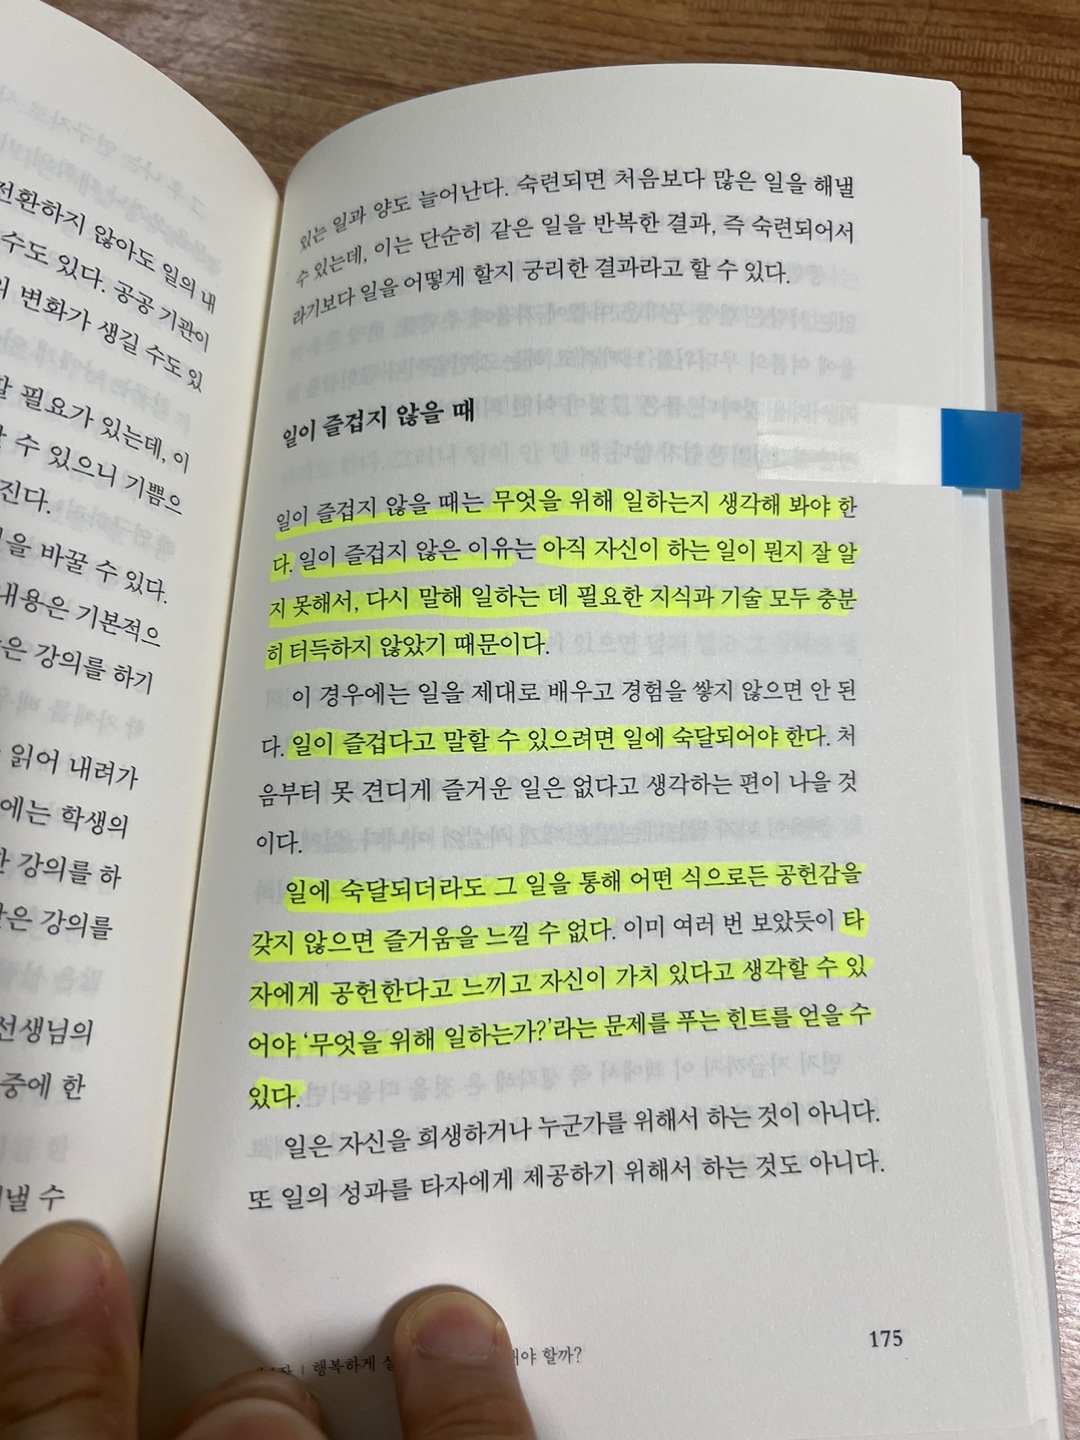 전환하지 않아도 일의 내
수도 있다. 공공 기관이
변화가 생길 수도 있
할 필요가 있는데, 이
수 있으니 기쁨으
진다.
을 바꿀 수 있다.
내용은 기본적으
은 강의를 하기
읽어 내려가
에는 학생의
강의를 하
은 강의를
선생님의
중에 한
낼 수
있는 일과 양도 늘어난다. 숙련되면 처음보다 많은 일을 해낼
수 있는데, 이는 단순히 같은 일을 반복한 결과, 즉 숙련되어서
라기보다 일을 어떻게 할지 궁리한 결과라고 할 수 있다.
일이 즐겁지 않을 때
일이 즐겁지 않을 때는 무엇을 위해 일하는지 생각해 봐야 한
다. 일이 즐겁지 않은 이유는 아직 자신이 하는 일이 뭔지 잘 알
지 못해서, 다시 말해 일하는 데 필요한 지식과 기술 모두 충분
히 터득하지 않았기 때문이다.
이 경우에는 일을 제대로 배우고 경험을 쌓지 않으면 안 된
다. 일이 즐겁다고 말할 수 있으려면 일에 숙달되어야 한다. 처
음부터 못 견디게 즐거운 일은 없다고 생각하는 편이 나을 것
이다.
일에 숙달되더라도 그 일을 통해 어떤 식으로든 공헌감을
갖지 않으면 즐거움을 느낄 수 없다. 이미 여러 번 보았듯이 타
자에게 공헌한다고 느끼고 자신이 가치 있다고 생각할 수 있
어야 ‘무엇을 위해 일하는가?’라는 문제를 푸는 힌트를 얻을 수
있다.
일은 자신을 희생하거나 누군가를 위해서 하는 것이 아니다.
또 일의 성과를 타자에게 제공하기 위해서 하는 것도 아니다.
| 행복하게 할까?
175